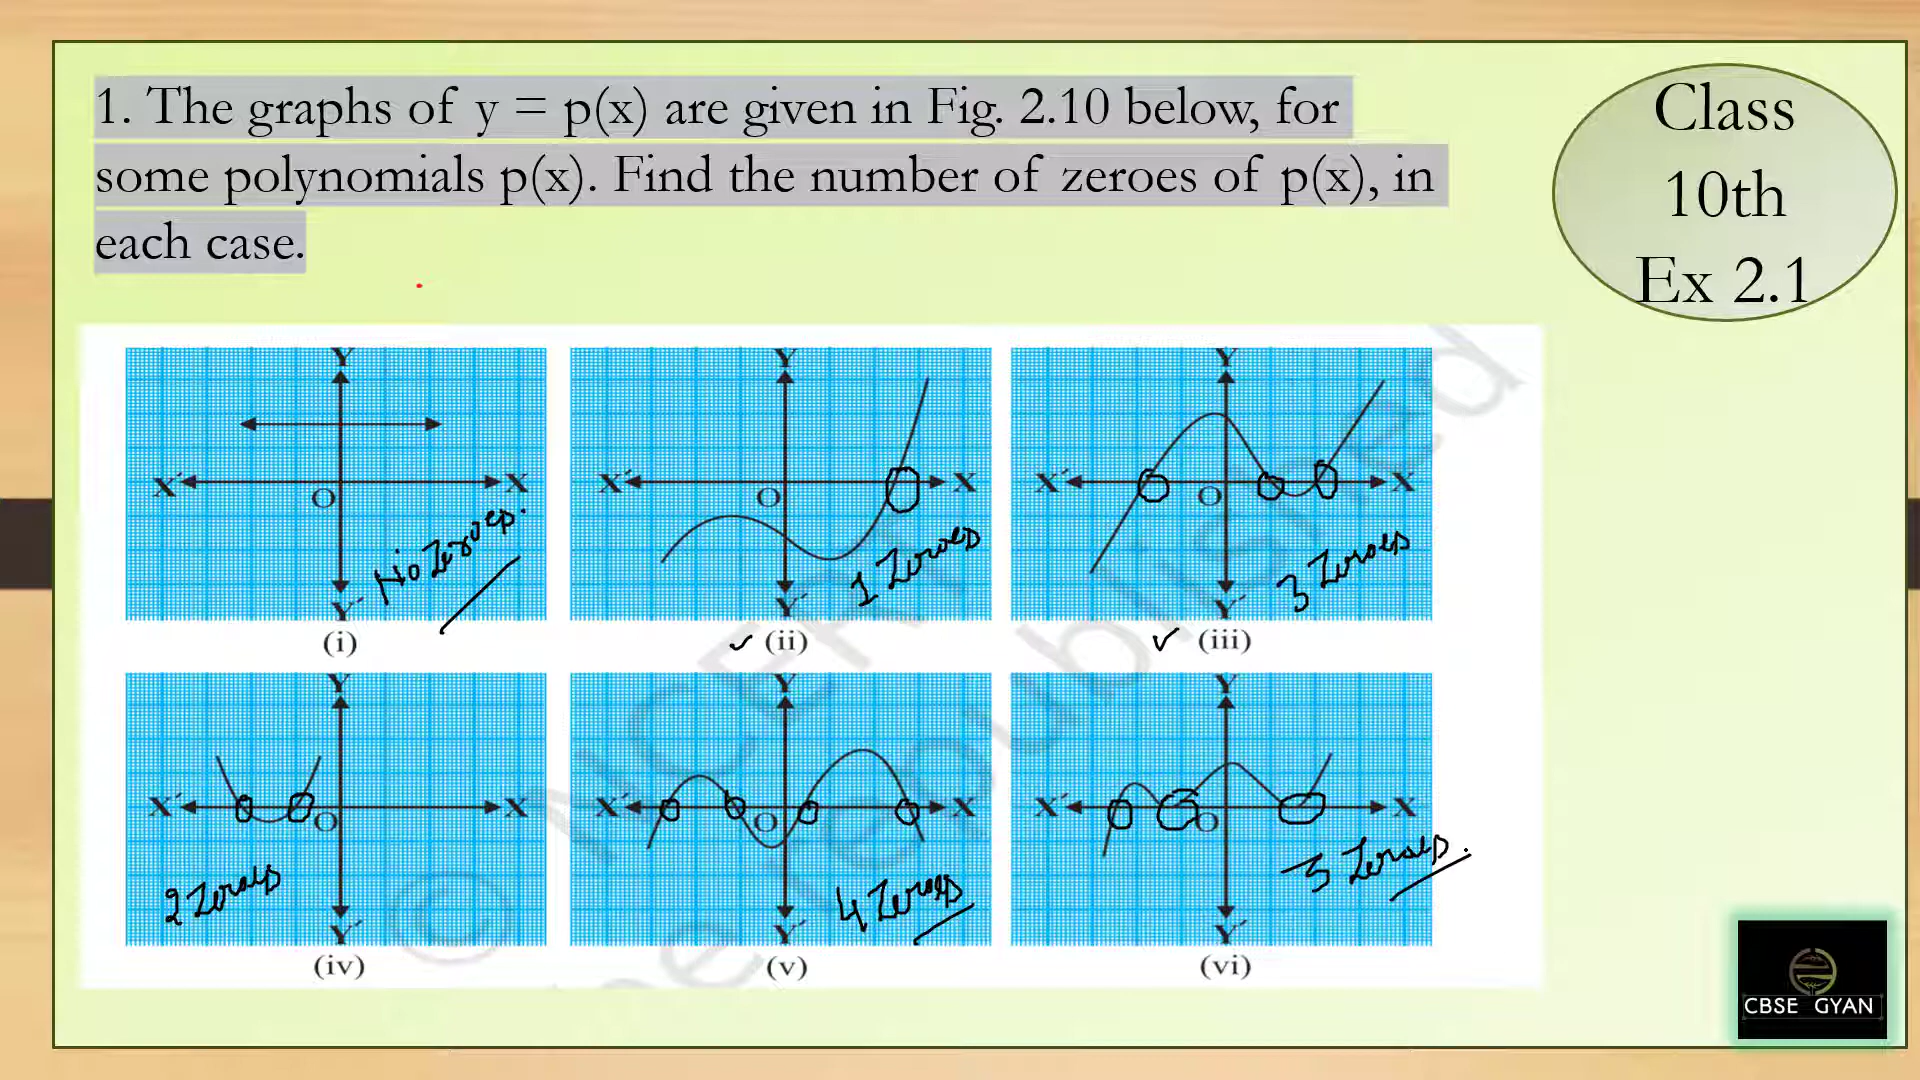 1. The graphs of y = p(x) are given in Fig. 2.10 below, for
some polynomials p(x). Find the number of zeroes of p(x), in
each case.
Class
10th
Ex 2.1
Y
X′ O X
Y′
No Zeroes.
(i)
Y
X′ O X
Y′
1 Zeroes
(ii)
Y
X′ O X
Y′
3 Zeroes
(iii)
Y
X′ O X
Y′
2 Zeroes
(iv)
Y
X′ O X
Y′
4 Zeroes
(v)
Y
X′ O X
Y′
3 Zeroes.
(vi)
CBSE GYAN